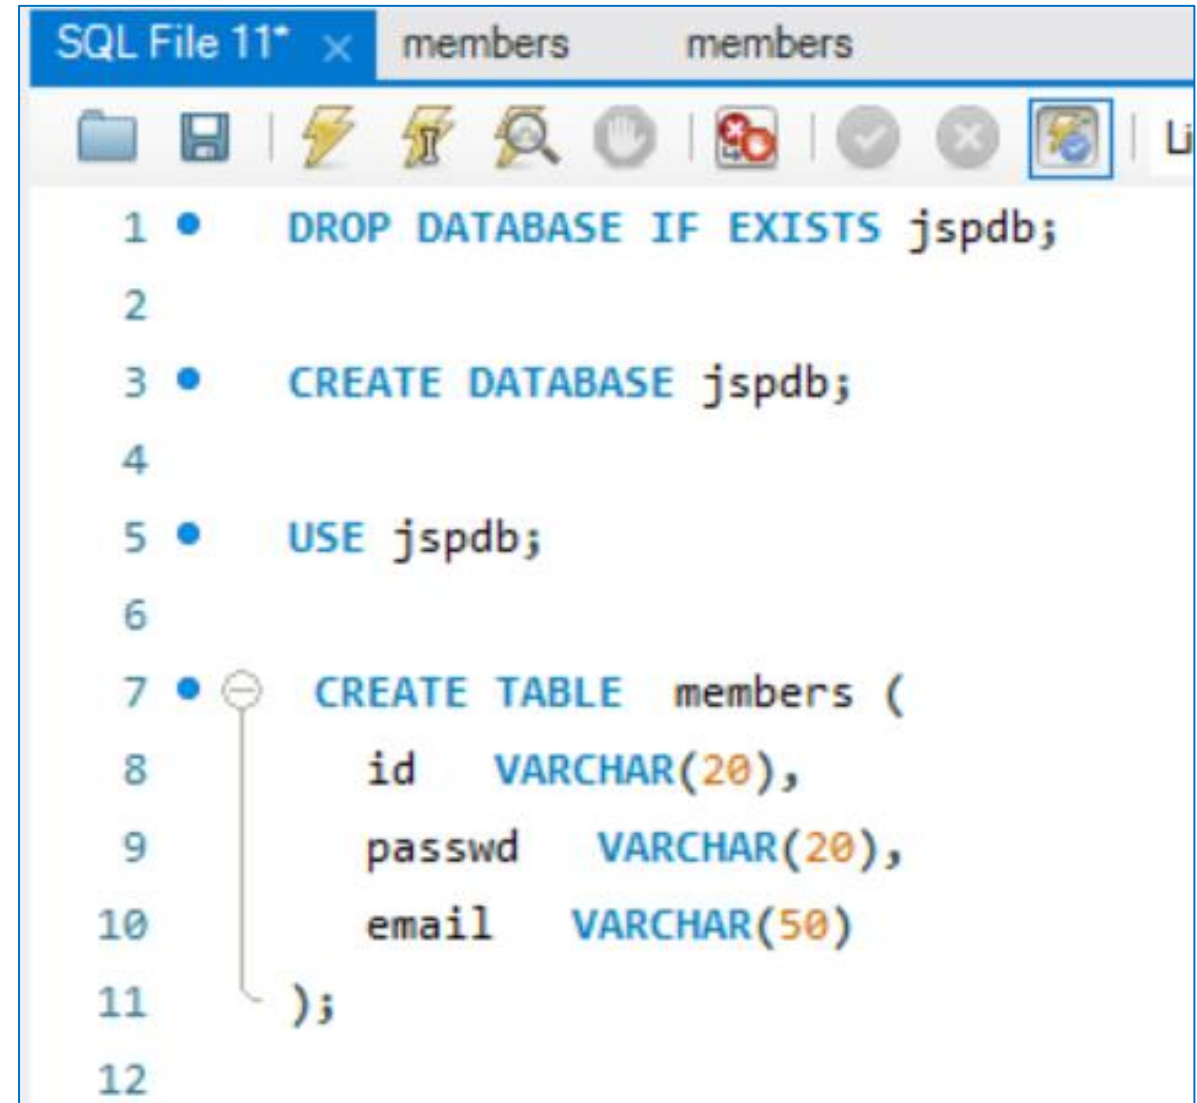 SQL File 11* members members
Li
1 DROP DATABASE IF EXISTS jspdb;
2
3 CREATE DATABASE jspdb;
4
5 USE jspdb;
6
7 CREATE TABLE members (
8 id VARCHAR(20),
9 passwd VARCHAR(20),
10 email VARCHAR(50)
11 );
12